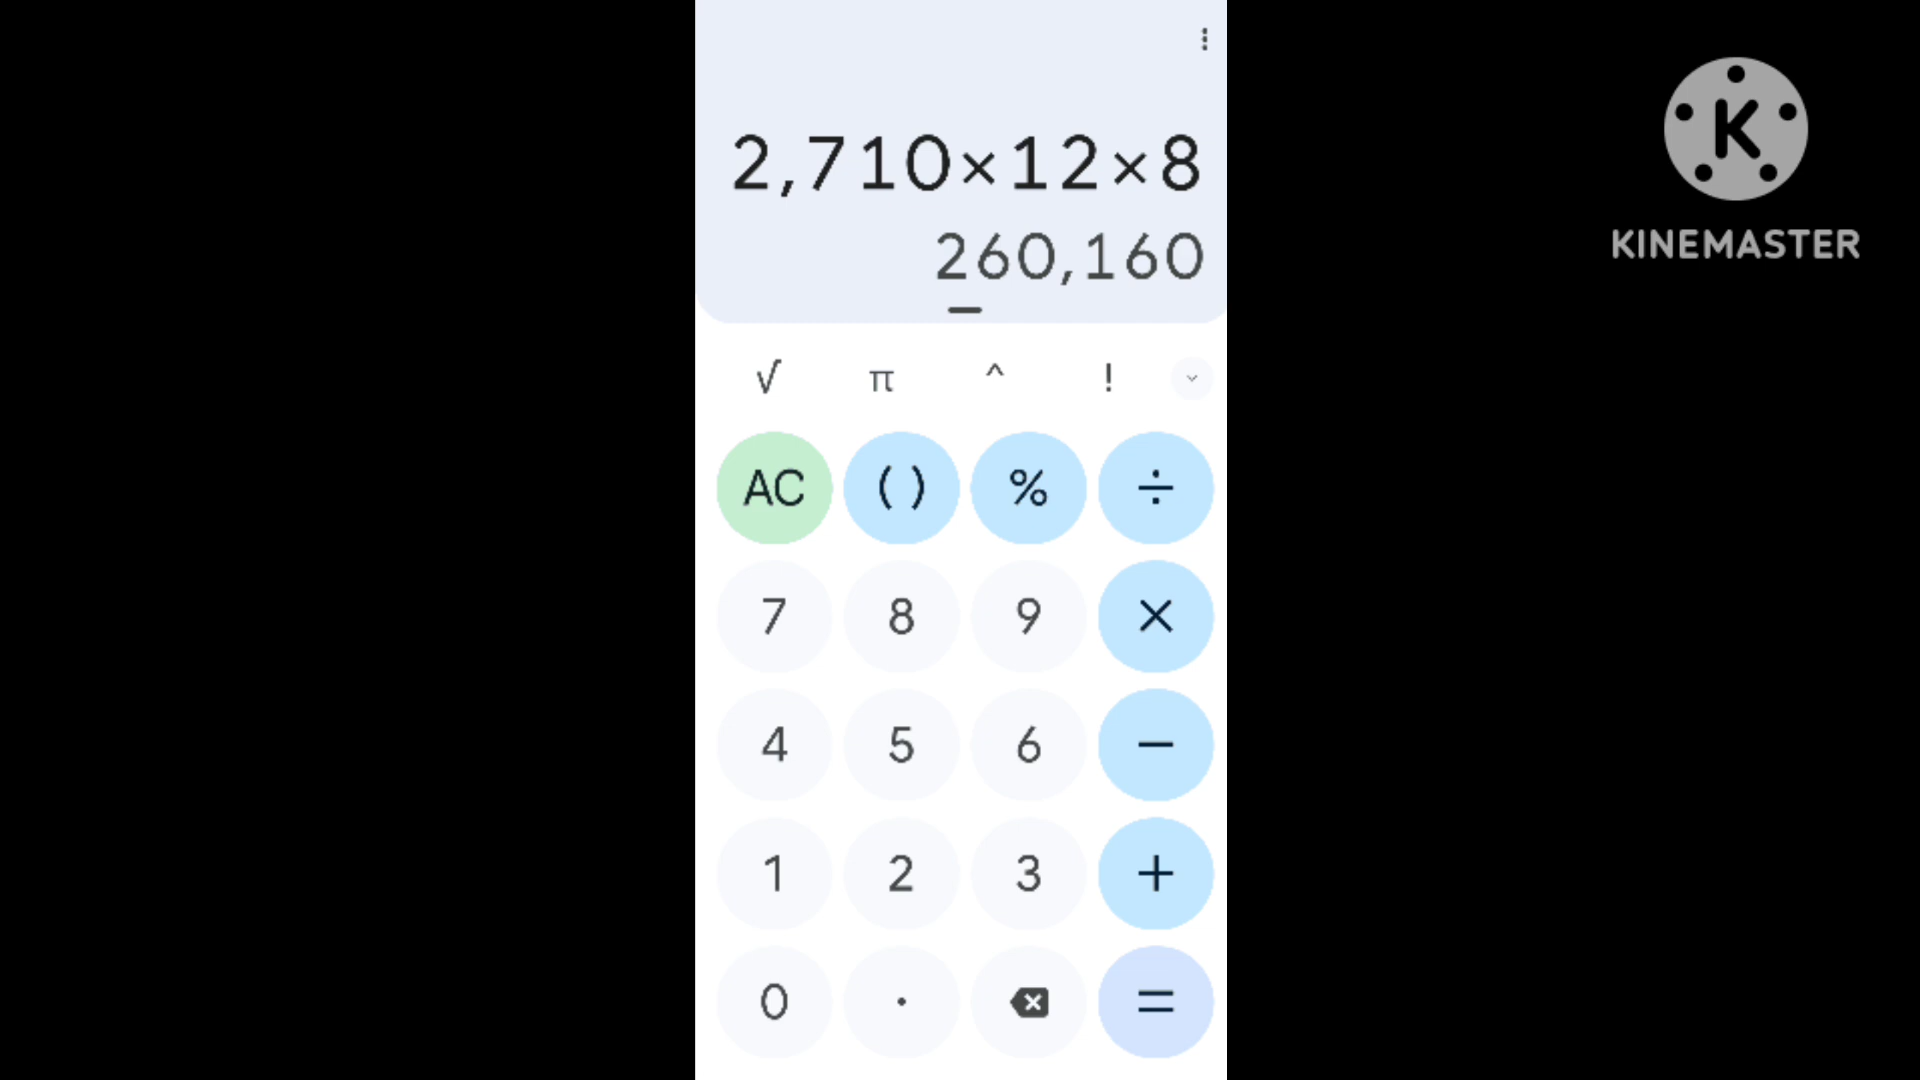 2,710×12×8
260,160
√ π ^ !
AC ( ) % ÷
7 8 9 ×
4 5 6 −
1 2 3 +
0 . =
K
KINEMASTER